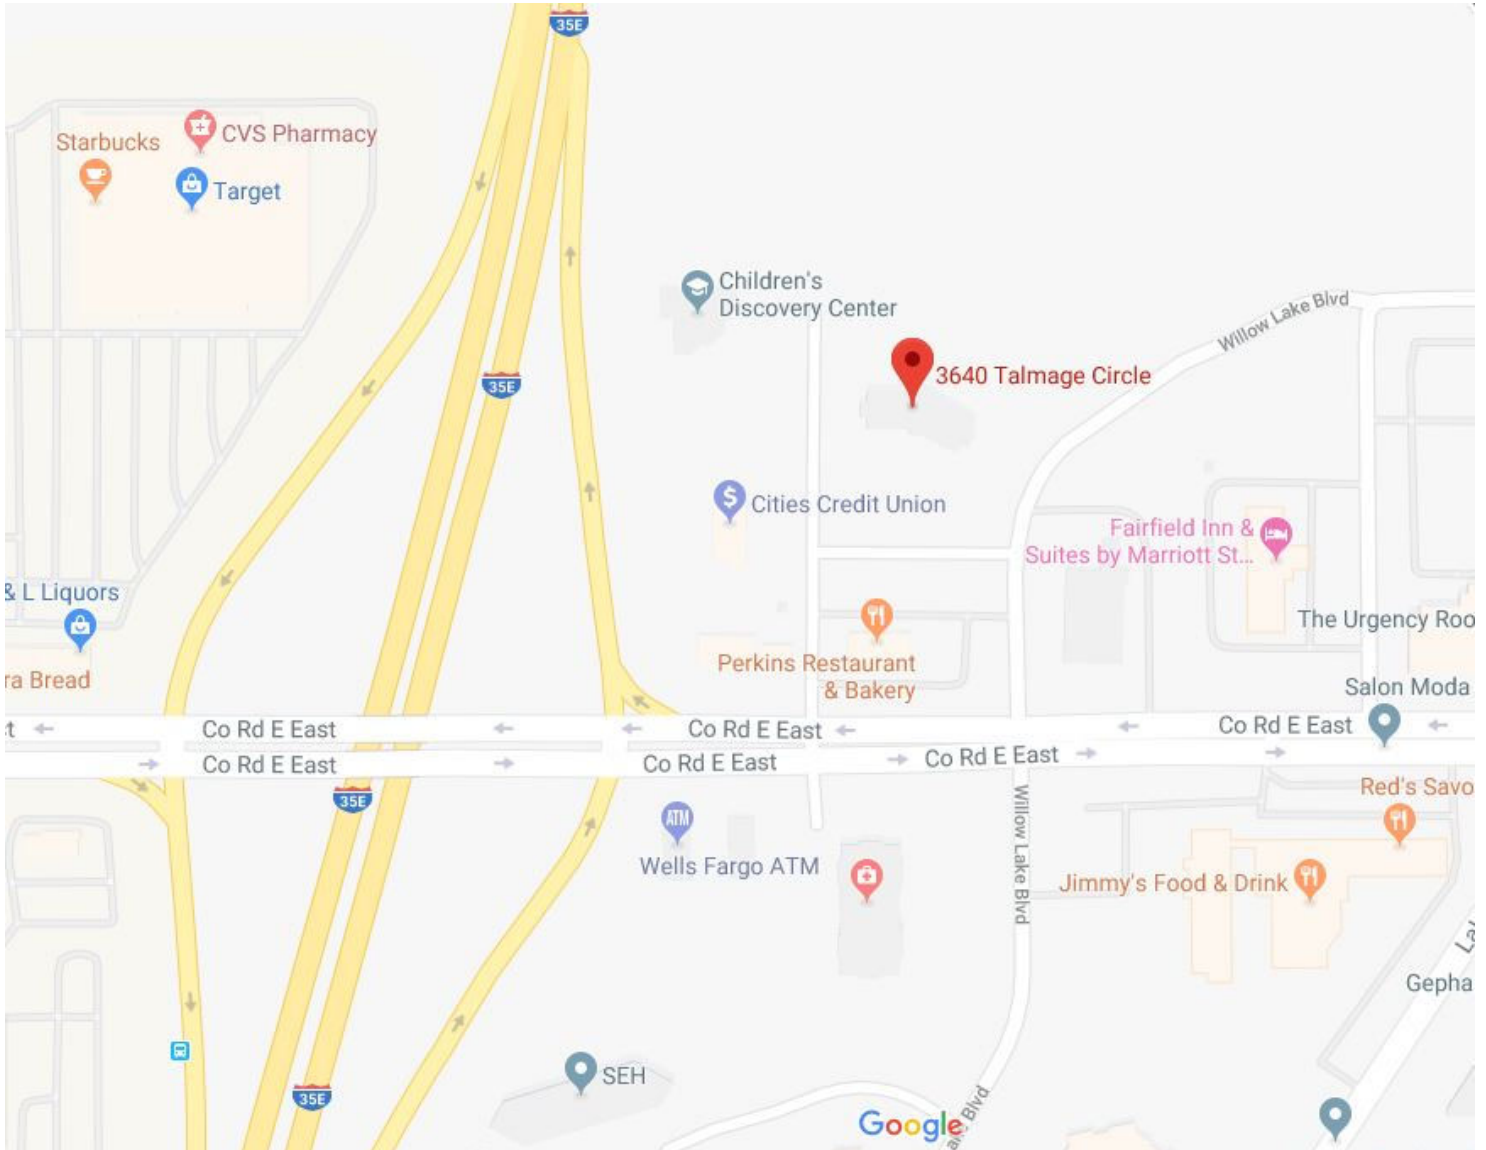 35E
CVS Pharmacy
Starbucks
Target
Children's
Discovery Center
Willow Lake Blvd
3640 Talmage Circle
35E
Cities Credit Union
Fairfield Inn &
Suites by Marriott St...
& L Liquors
The Urgency Roo
Perkins Restaurant
& Bakery
ra Bread
Salon Moda
Co Rd E East
Co Rd E East
Co Rd E East
Co Rd E East
Co Rd E East
Co Rd E East
35E
Willow Lake Blvd
Red's Savo
ATM
Wells Fargo ATM
Jimmy's Food & Drink
Gepha
SEH
35E
Google
Blvd